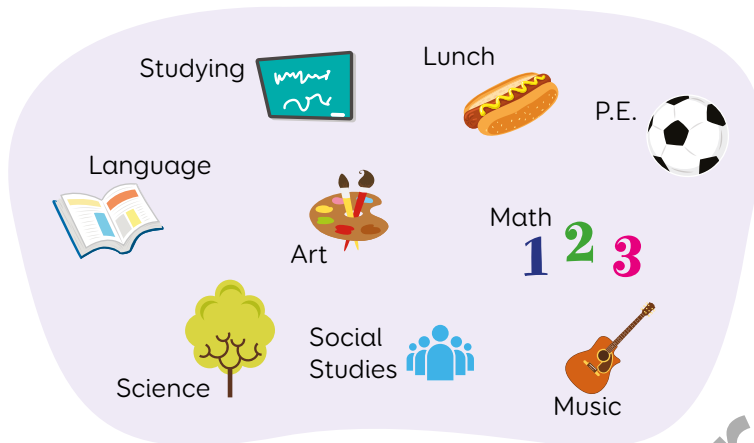 Studying
Lunch
P.E.
Language
Art
Math
1 2 3
Science
Social
Studies
Music